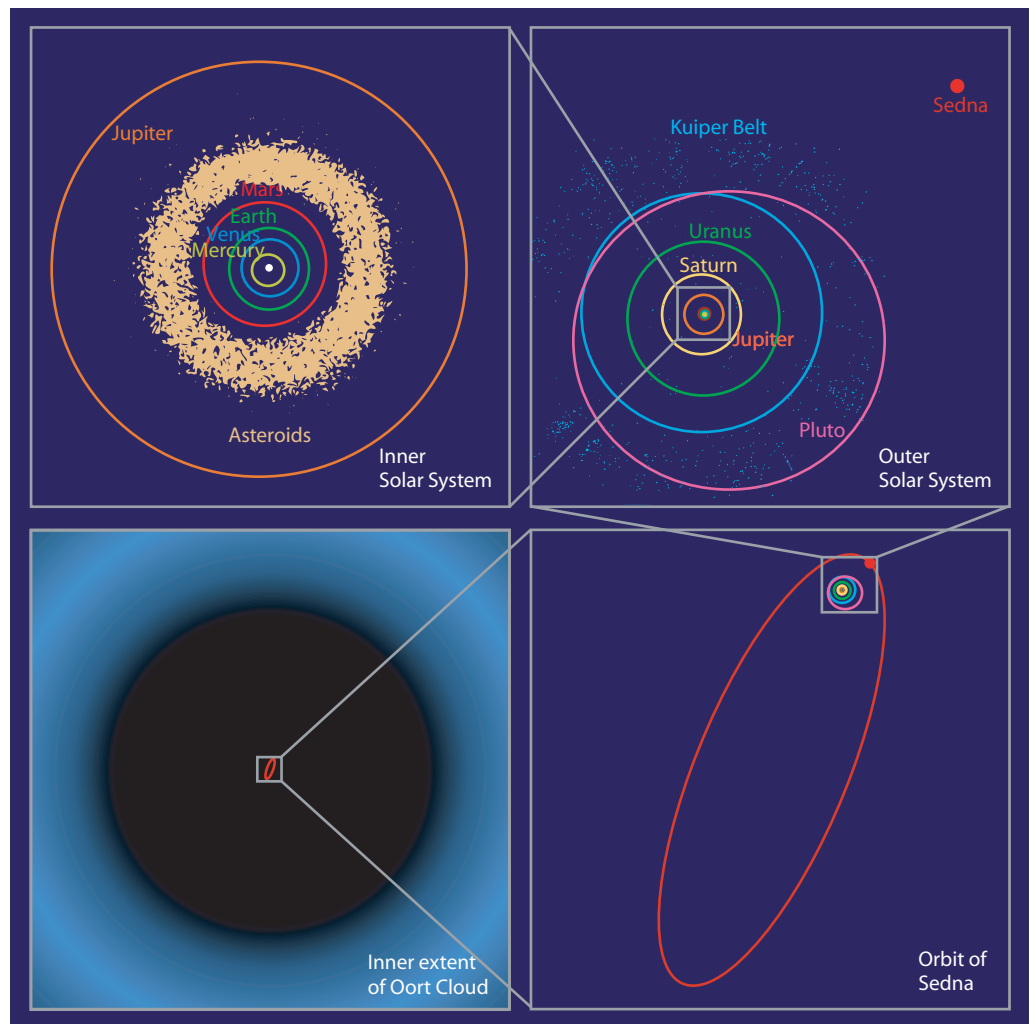 Jupiter
Mars
Earth
Venus
Mercury
Asteroids
Inner
Solar System
Sedna
Kuiper Belt
Uranus
Saturn
Jupiter
Pluto
Outer
Solar System
Inner extent
of Oort Cloud
Orbit of
Sedna